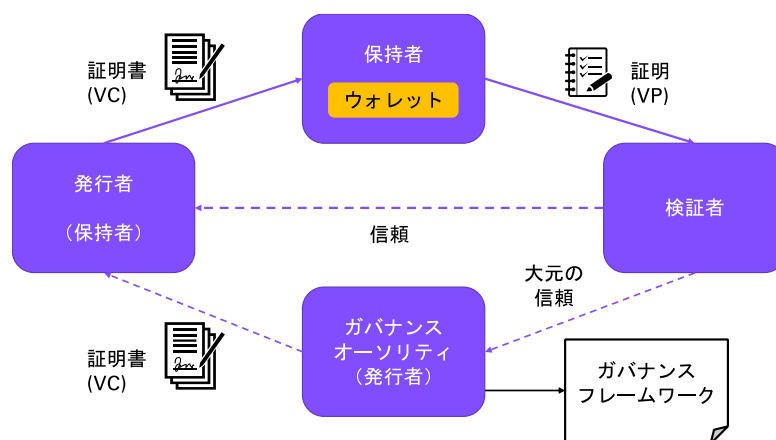 証明書
(VC)
保持者
ウォレット
証明
(VP)
発行者
（保持者）
検証者
信頼
大元の
信頼
証明書
(VC)
ガバナンス
オーソリティ
（発行者）
ガバナンス
フレームワーク